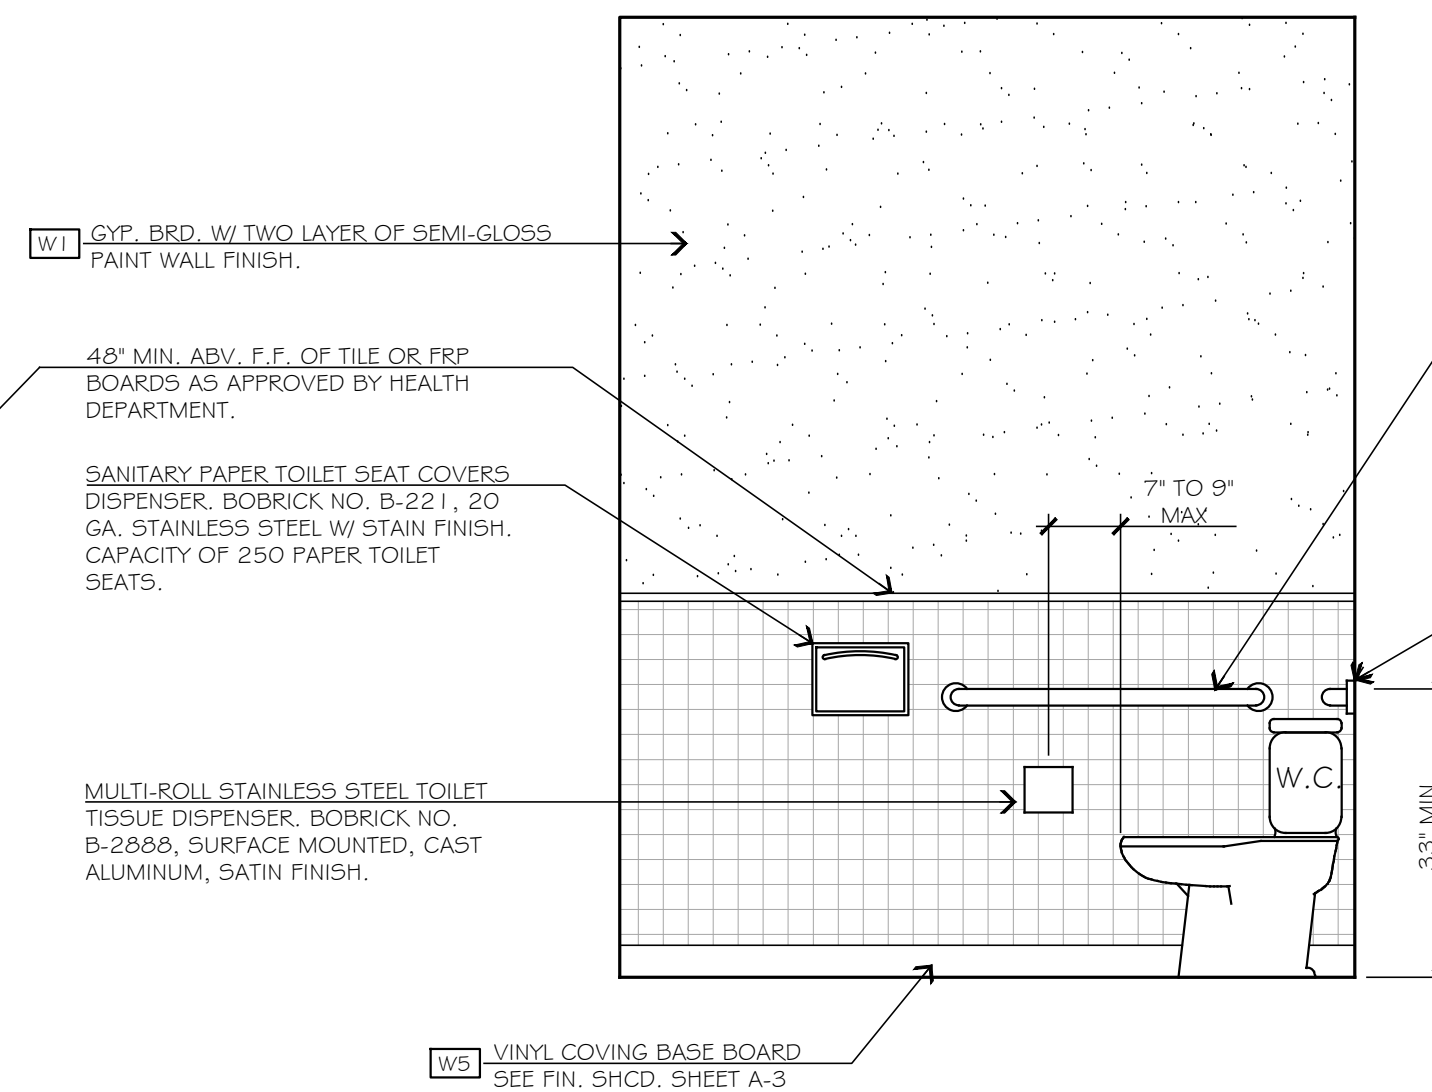 W1 GYP. BRD. W/ TWO LAYER OF SEMI-GLOSS
PAINT WALL FINISH.
48" MIN. ABV. F.F. OF TILE OR FRP
BOARDS AS APPROVED BY HEALTH
DEPARTMENT.
SANITARY PAPER TOILET SEAT COVERS
DISPENSER. BOBRICK NO. B-221, 20
GA. STAINLESS STEEL W/ STAIN FINISH.
CAPACITY OF 250 PAPER TOILET
SEATS.
7" TO 9"
MAX
W.C.
33" MIN
MULTI-ROLL STAINLESS STEEL TOILET
TISSUE DISPENSER. BOBRICK NO.
B-2888, SURFACE MOUNTED, CAST
ALUMINUM, SATIN FINISH.
W5 VINYL COVING BASE BOARD
SEE FIN. SHCD. SHEET A-3